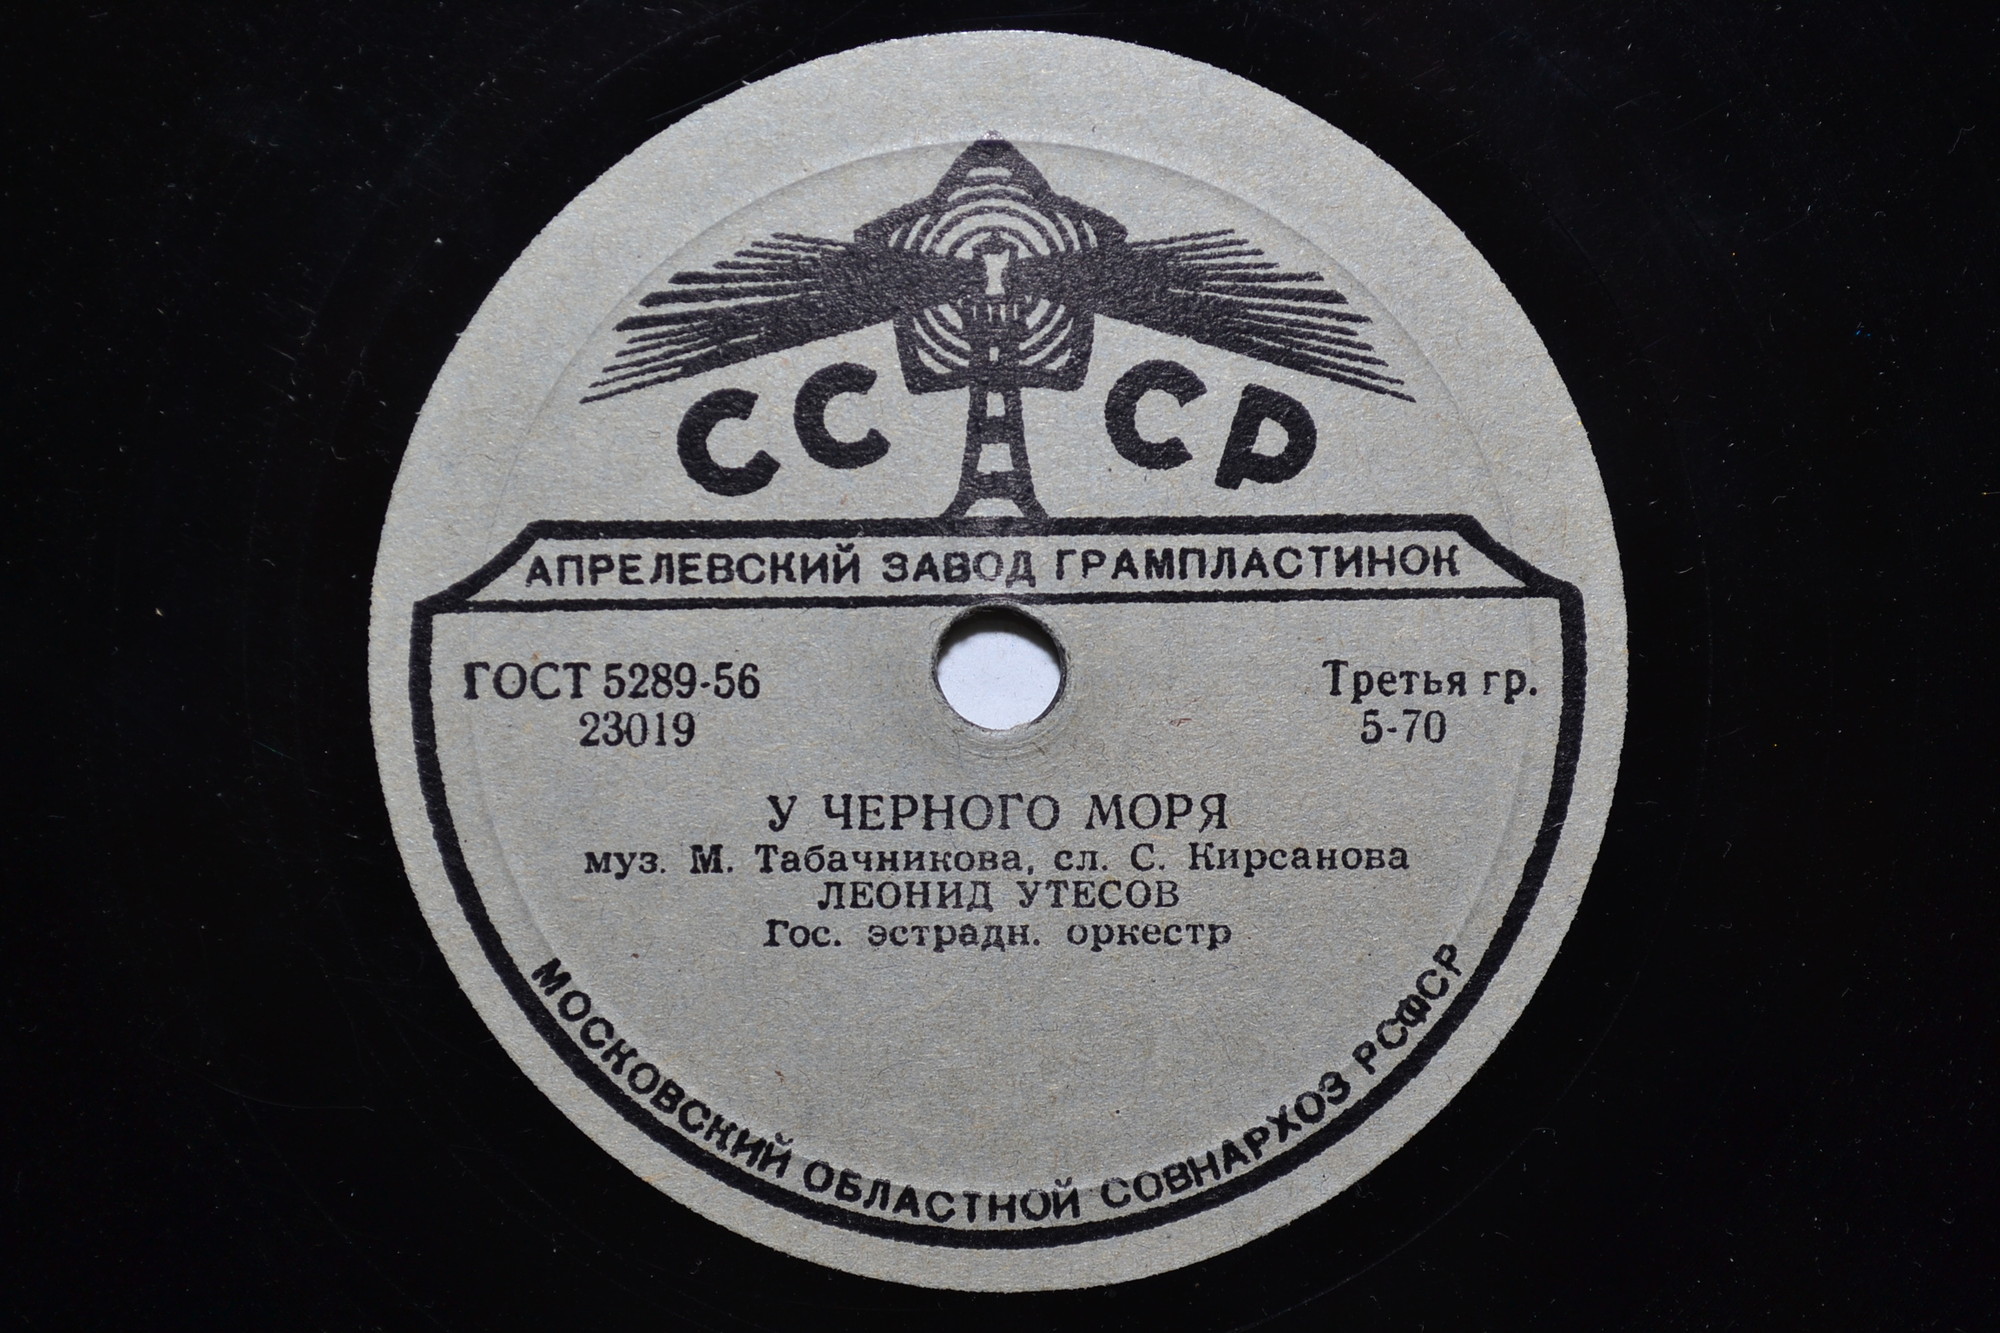 СССР
АПРЕЛЕВСКИЙ ЗАВОД ГРАМПЛАСТИНОК
ГОСТ 5289-56
23019
Третья гр.
5-70
У ЧЕРНОГО МОРЯ
муз. М. Табачникова, сл. С. Кирсанова
ЛЕОНИД УТЕСОВ
Гос. эстрадн. оркестр
МОСКОВСКИЙ ОБЛАСТНОЙ СОВНАРХОЗ РСФСР